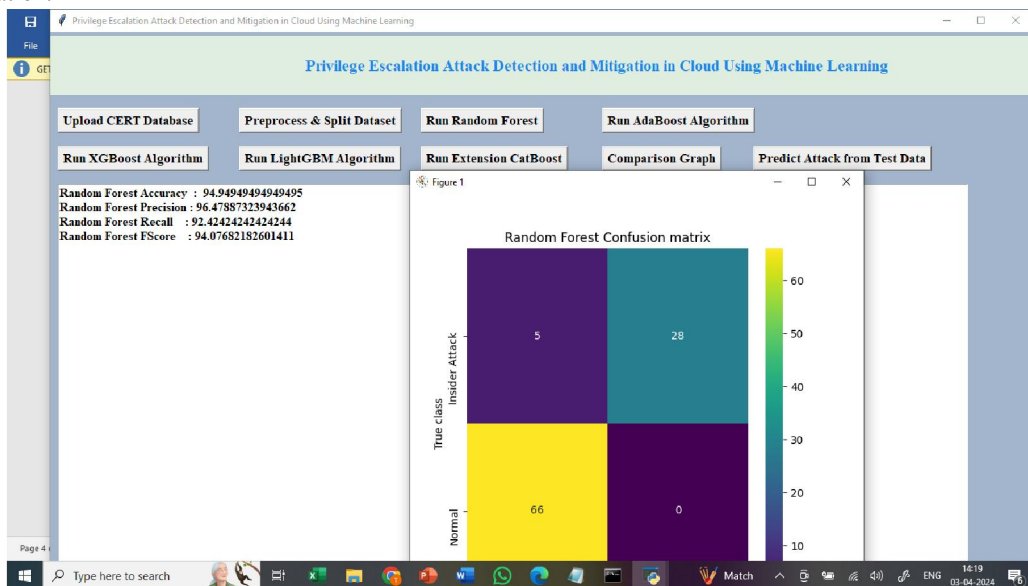 Privilege Escalation Attack Detection and Mitigation in Cloud Using Machine Learning
File
GET
Privilege Escalation Attack Detection and Mitigation in Cloud Using Machine Learning
Upload CERT Database
Preprocess & Split Dataset
Run Random Forest
Run AdaBoost Algorithm
Run XGBoost Algorithm
Run LightGBM Algorithm
Run Extension CatBoost
Comparison Graph
Predict Attack from Test Data
Random Forest Accuracy : 94.94949494949495
Random Forest Precision : 96.47887323943662
Random Forest Recall : 92.42424242424244
Random Forest FScore : 94.07682182601411
Figure 1
Random Forest Confusion matrix
True class
Insider Attack
Normal
5
28
66
0
60
50
40
30
20
10
Page 4
Type here to search
Match
ENG
14:19
03-04-2024